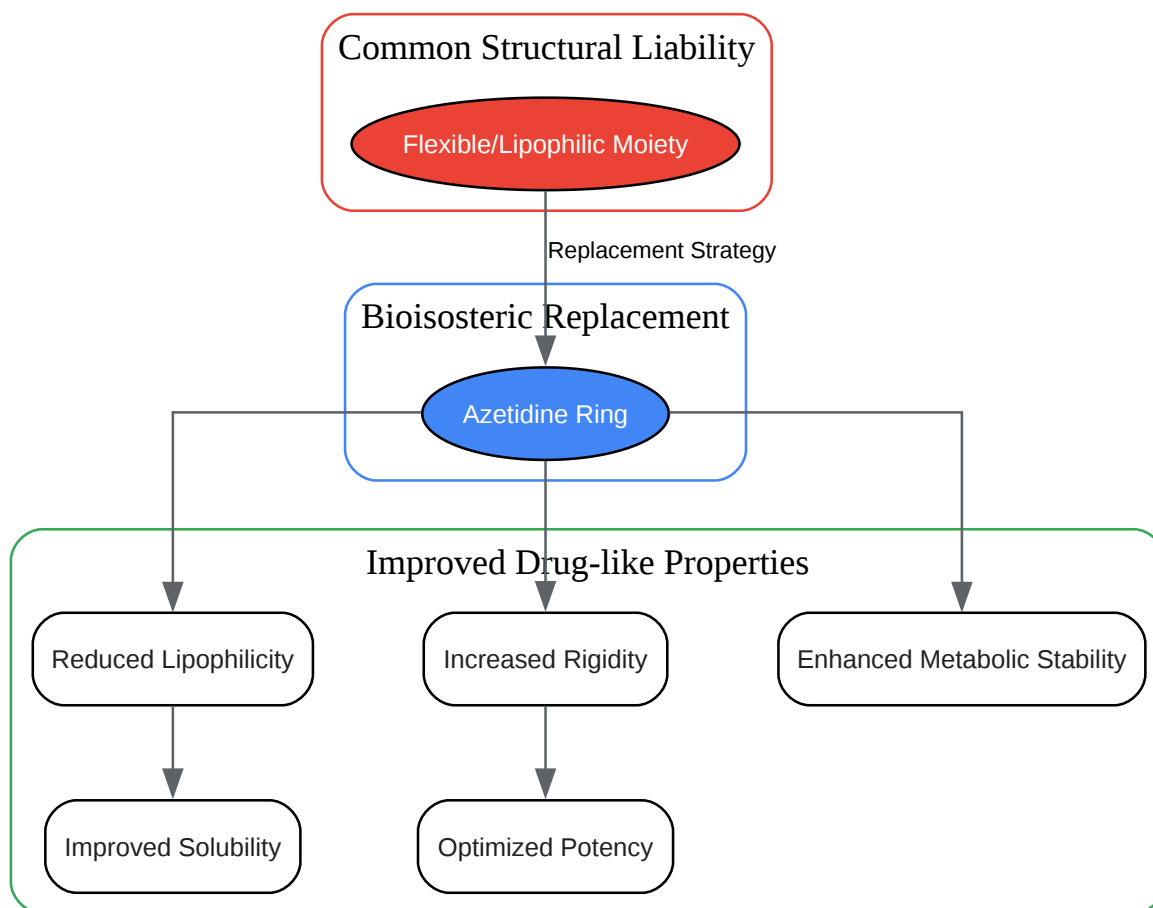 Common Structural Liability
Flexible/Lipophilic Moiety
Replacement Strategy
Bioisosteric Replacement
Azetidine Ring
Improved Drug-like Properties
Reduced Lipophilicity
Increased Rigidity
Enhanced Metabolic Stability
Improved Solubility
Optimized Potency